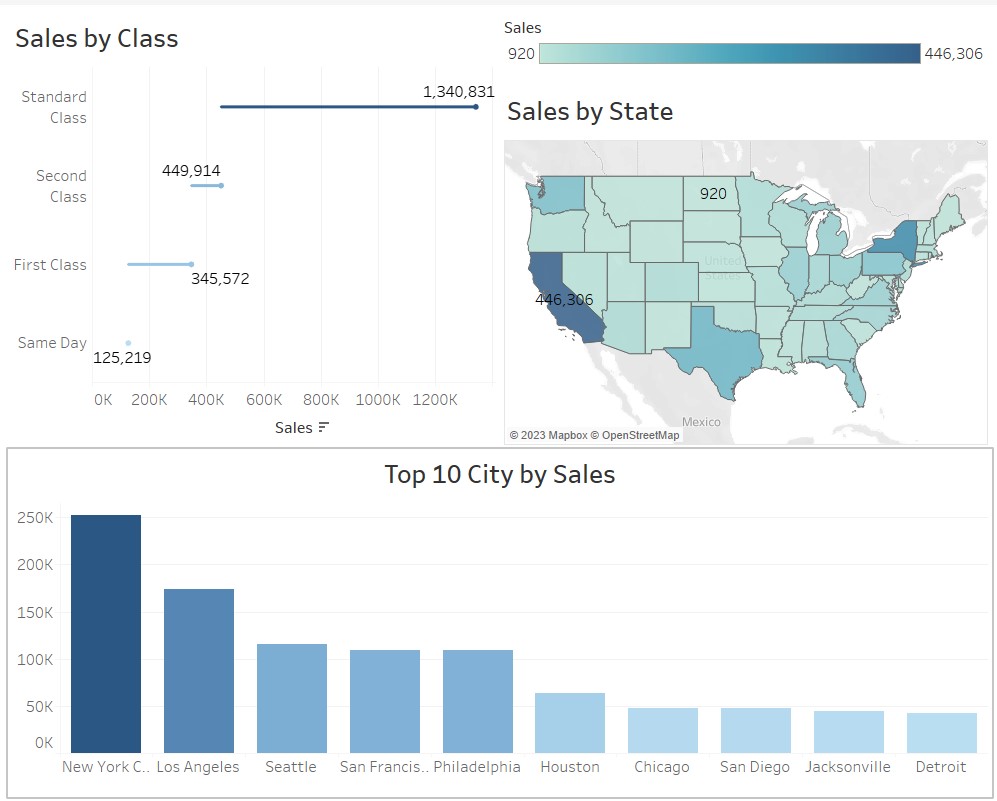 Sales by Class
Standard
Class
1,340,831
Second
Class
449,914
First Class
345,572
Same Day
125,219
0K 200K 400K 600K 800K 1000K 1200K
Sales
Sales
920 446,306
Sales by State
920
United
States
446,306
Mexico
© 2023 Mapbox © OpenStreetMap
Top 10 City by Sales
250K
200K
150K
100K
50K
0K
New York C.. Los Angeles Seattle San Francis.. Philadelphia Houston Chicago San Diego Jacksonville Detroit